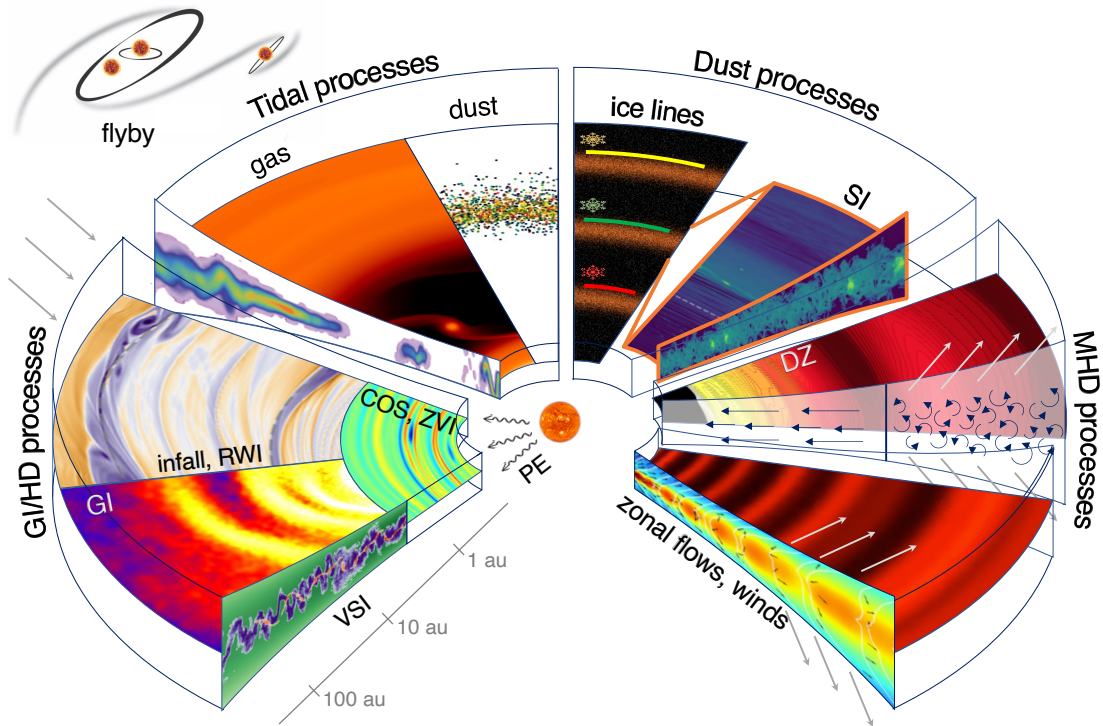 flyby
Tidal processes
gas
dust
Dust processes
ice lines
SI
GI/HD processes
COS, ZVI
infall, RWI
GI
VSI
PE
1 au
10 au
100 au
DZ
MHD processes
zonal flows, winds